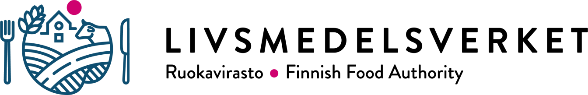 LIVSMEDELSVERKET
Ruokavirasto • Finnish Food Authority